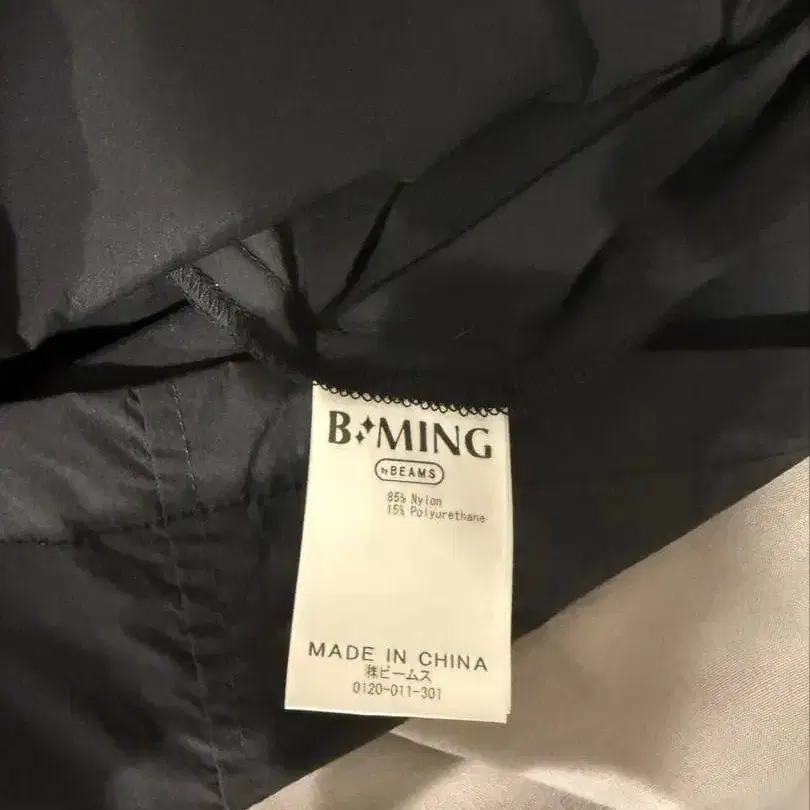 B:MING
by BEAMS
85% Nylon
15% Polyurethane
MADE IN CHINA
㈱ビームス
0120-011-301